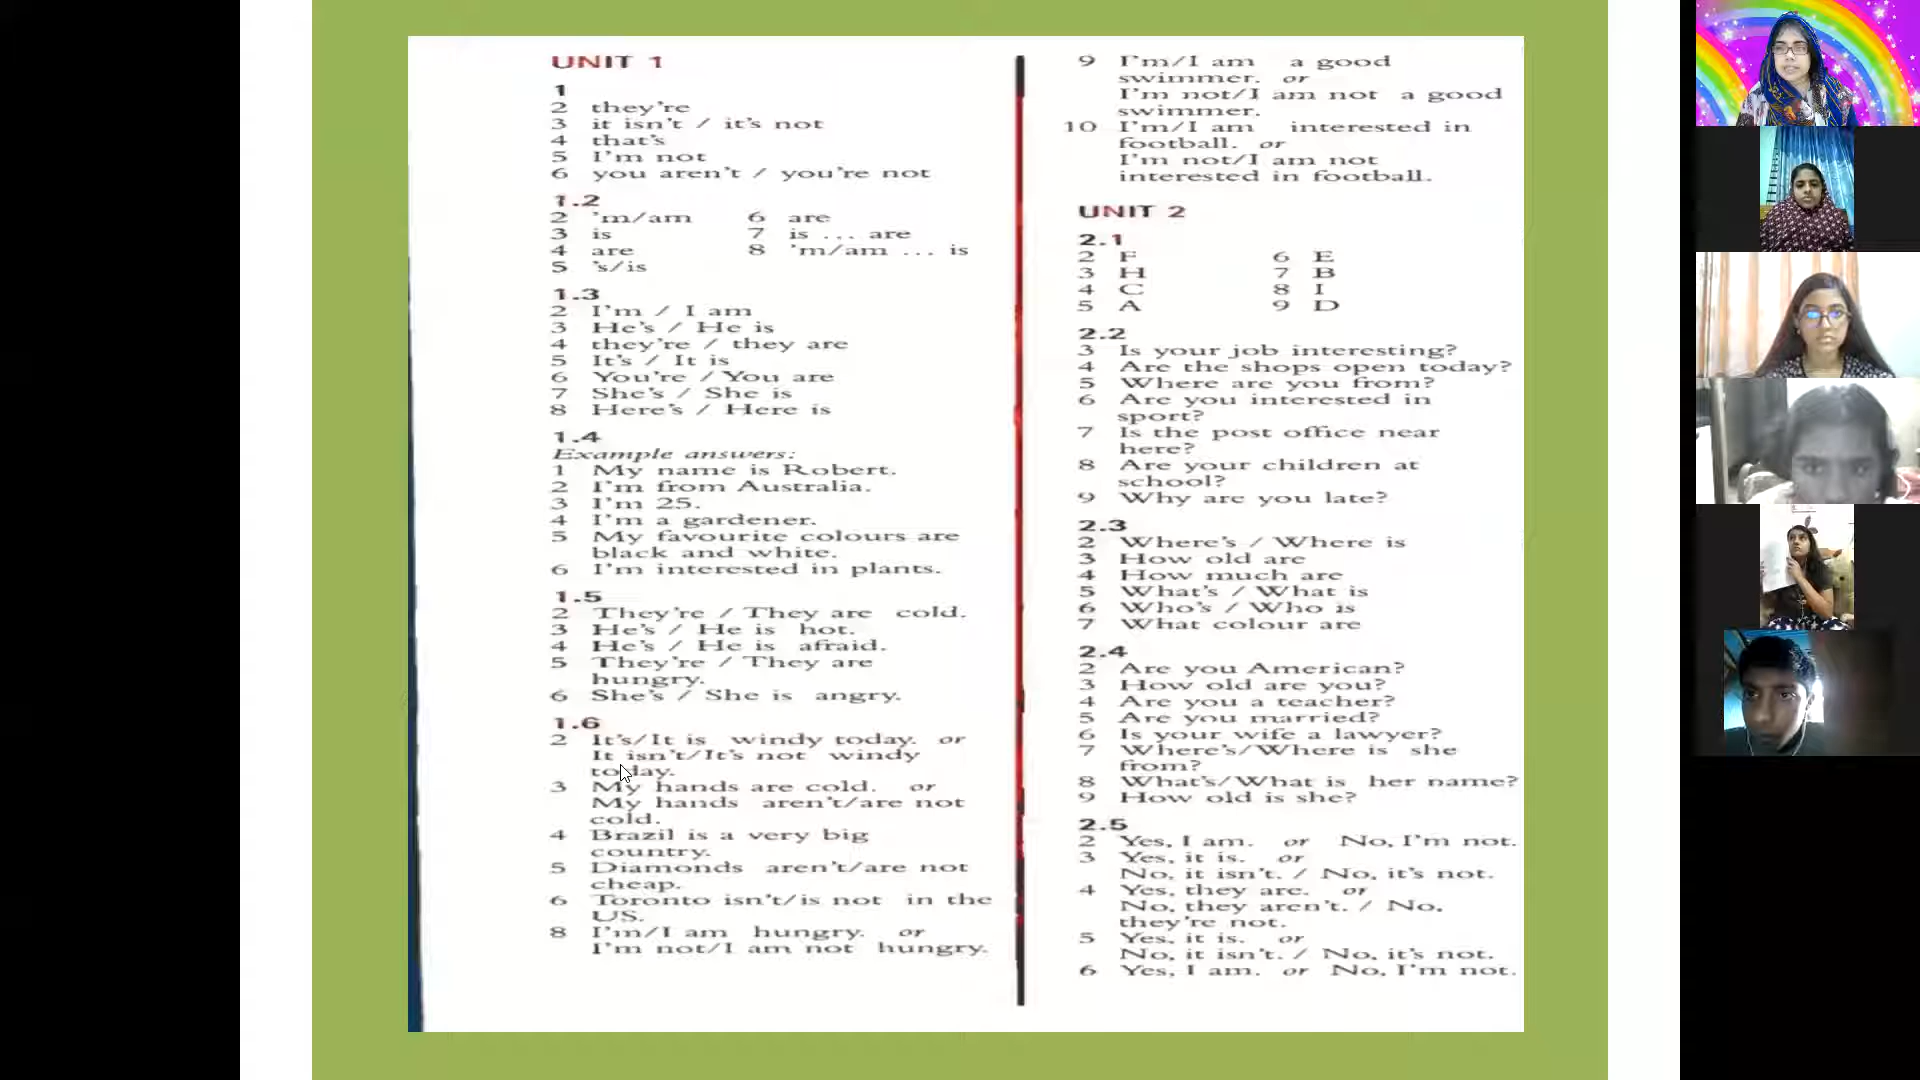 UNIT 1
1
2 they're
3 it isn't / it's not
4 that's
5 I'm not
6 you aren't / you're not
1.2
2 'm/am 6 are
3 is 7 is ... are
4 are 8 'm/am ... is
5 's/is
1.3
2 I'm / I am
3 He's / He is
4 they're / they are
5 It's / It is
6 You're / You are
7 She's / She is
8 Here's / Here is
1.4
Example answers:
1 My name is Robert.
2 I'm from Australia.
3 I'm 25.
4 I'm a gardener.
5 My favourite colours are
black and white.
6 I'm interested in plants.
1.5
2 They're / They are cold.
3 He's / He is hot.
4 He's / He is afraid.
5 They're / They are
hungry.
6 She's / She is angry.
1.6
2 It's/It is windy today. or
It isn't/It's not windy
today.
3 My hands are cold. or
My hands aren't/are not
cold.
4 Brazil is a very big
country.
5 Diamonds aren't/are not
cheap.
6 Toronto isn't/is not in the
US.
8 I'm/I am hungry. or
I'm not/I am not hungry.
9 I'm/I am a good
swimmer. or
I'm not/I am not a good
swimmer.
10 I'm/I am interested in
football. or
I'm not/I am not
interested in football.
UNIT 2
2.1
2 F 6 E
3 H 7 B
4 C 8 I
5 A 9 D
2.2
3 Is your job interesting?
4 Are the shops open today?
5 Where are you from?
6 Are you interested in
sport?
7 Is the post office near
here?
8 Are your children at
school?
9 Why are you late?
2.3
2 Where's / Where is
3 How old are
4 How much are
5 What's / What is
6 Who's / Who is
7 What colour are
2.4
2 Are you American?
3 How old are you?
4 Are you a teacher?
5 Are you married?
6 Is your wife a lawyer?
7 Where's/Where is she
from?
8 What's/What is her name?
9 How old is she?
2.5
2 Yes, I am. or No, I'm not.
3 Yes, it is. or
No, it isn't. / No, it's not.
4 Yes, they are. or
No, they aren't. / No,
they're not.
5 Yes, it is. or
No, it isn't. / No, it's not.
6 Yes, I am. or No, I'm not.